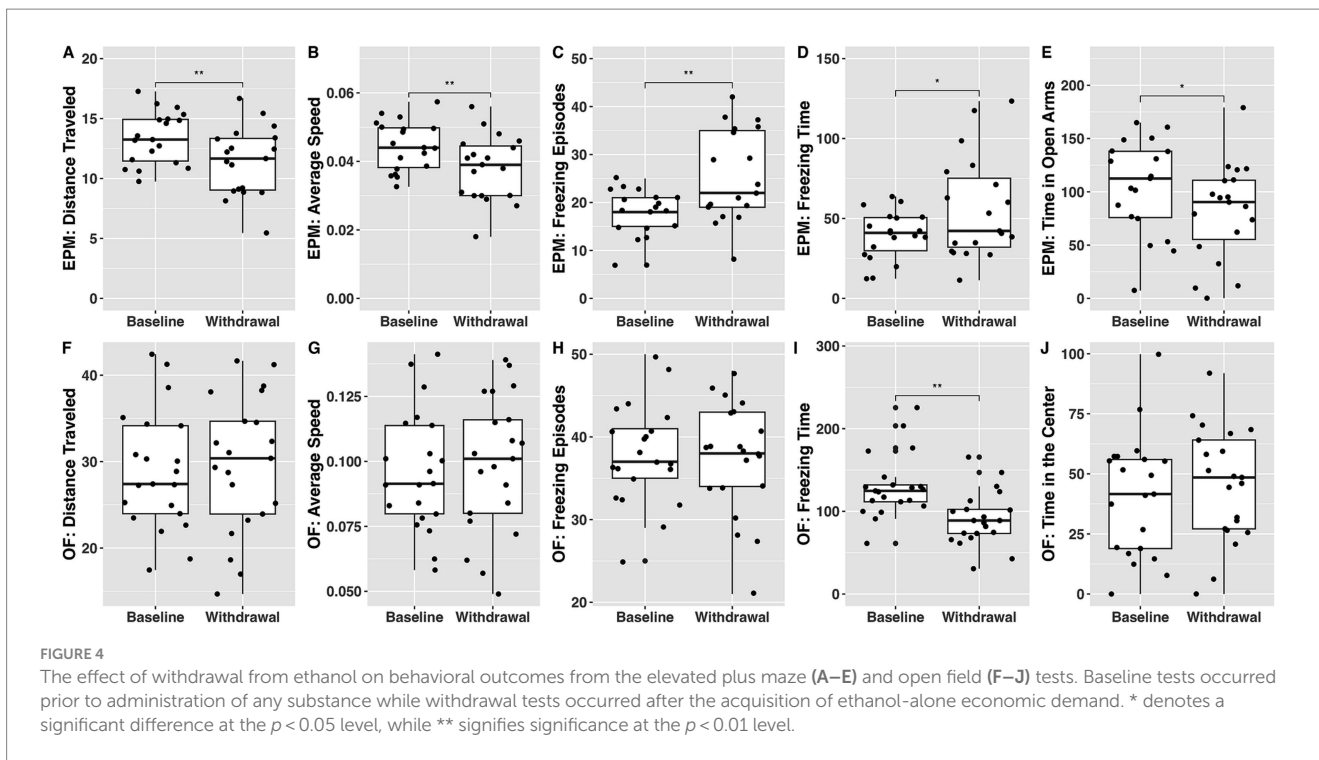 A
EPM: Distance Traveled
20
15
10
5
0
**
Baseline Withdrawal
B
EPM: Average Speed
0.06
0.04
0.02
0.00
**
Baseline Withdrawal
C
EPM: Freezing Episodes
50
40
30
20
10
0
**
Baseline Withdrawal
D
EPM: Freezing Time
150
100
50
0
*
Baseline Withdrawal
E
EPM: Time in Open Arms
200
150
100
50
0
*
Baseline Withdrawal
F
OF: Distance Traveled
40
30
20
Baseline Withdrawal
G
OF: Average Speed
0.125
0.100
0.075
0.050
Baseline Withdrawal
H
OF: Freezing Episodes
50
40
30
20
Baseline Withdrawal
I
OF: Freezing Time
300
200
100
0
**
Baseline Withdrawal
J
OF: Time in the Center
100
75
50
25
0
Baseline Withdrawal
FIGURE 4
The effect of withdrawal from ethanol on behavioral outcomes from the elevated plus maze (A–E) and open field (F–J) tests. Baseline tests occurred
prior to administration of any substance while withdrawal tests occurred after the acquisition of ethanol-alone economic demand. * denotes a
significant difference at the p < 0.05 level, while ** signifies significance at the p < 0.01 level.